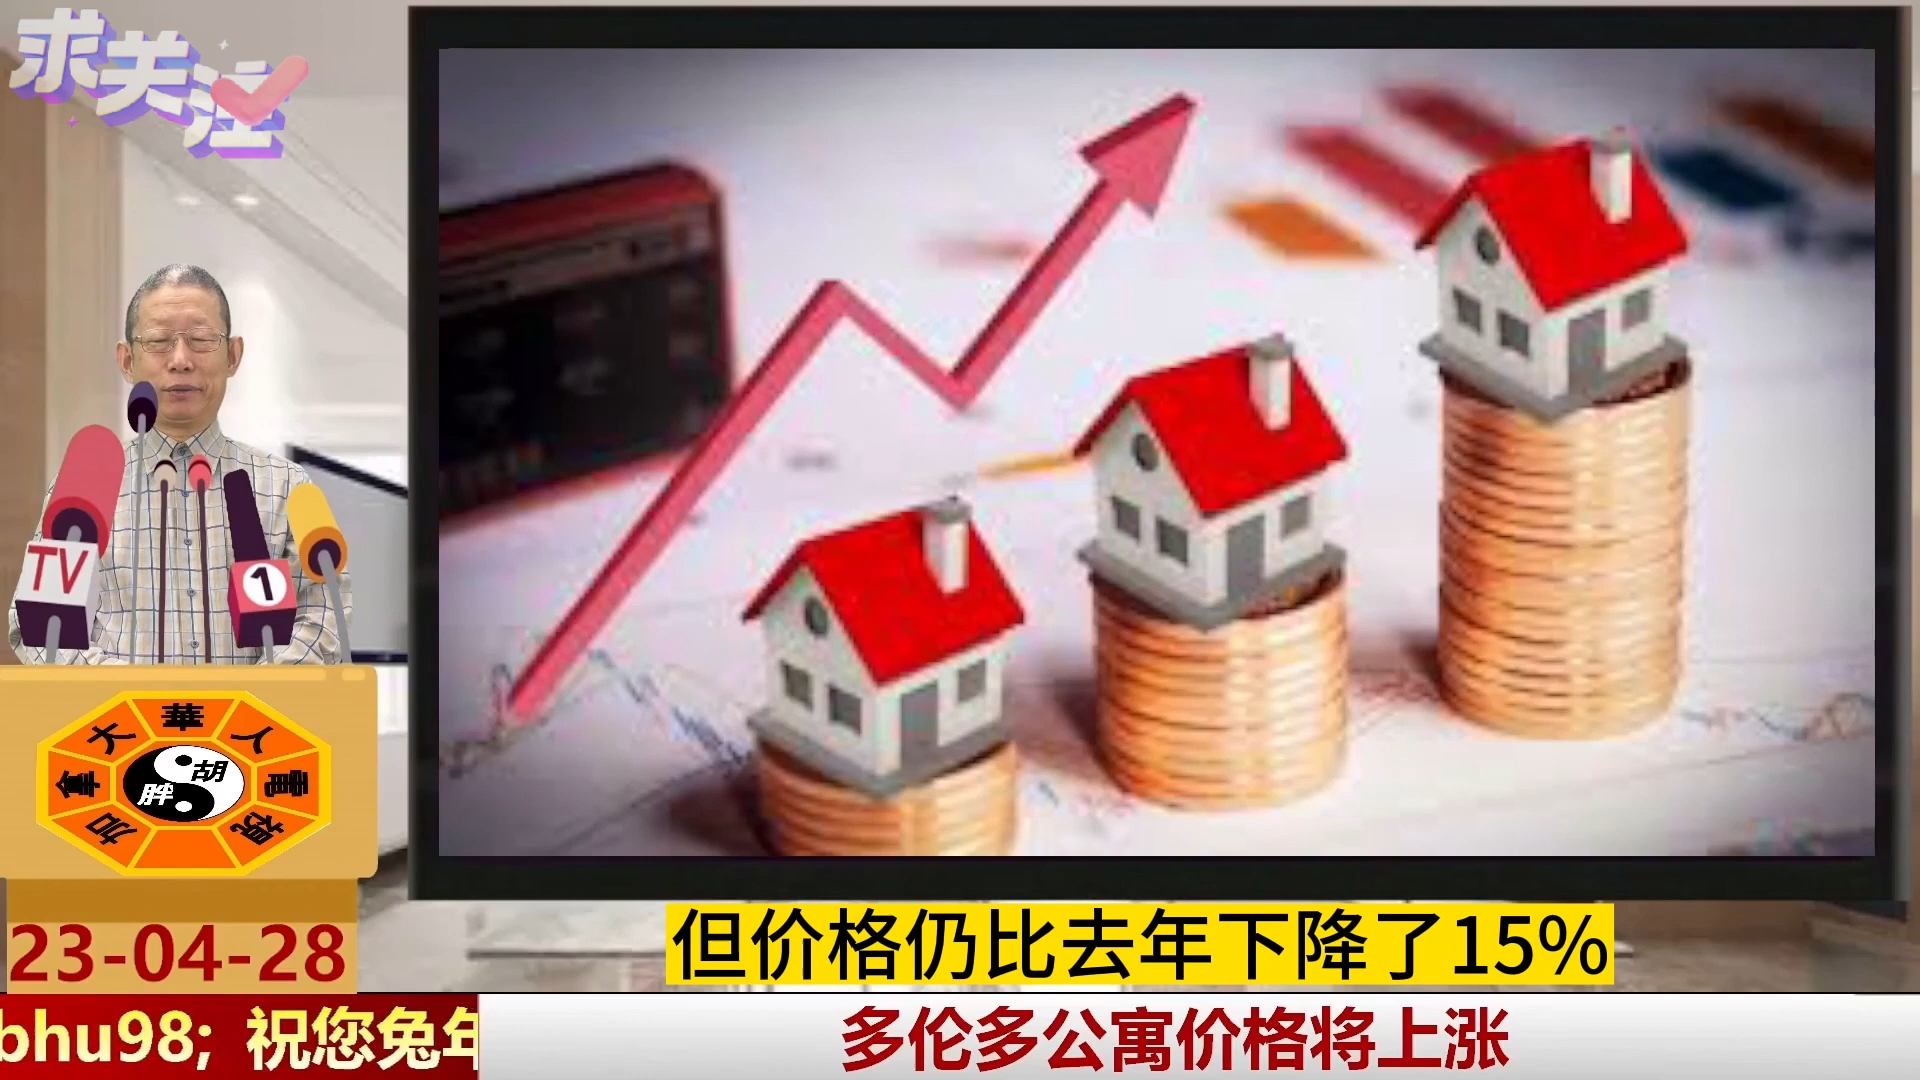 求关注
TV
1
加拿大華人電視
胡
胖
23-04-28
但价格仍比去年下降了15%
bhu98; 祝您兔年
多伦多公寓价格将上涨